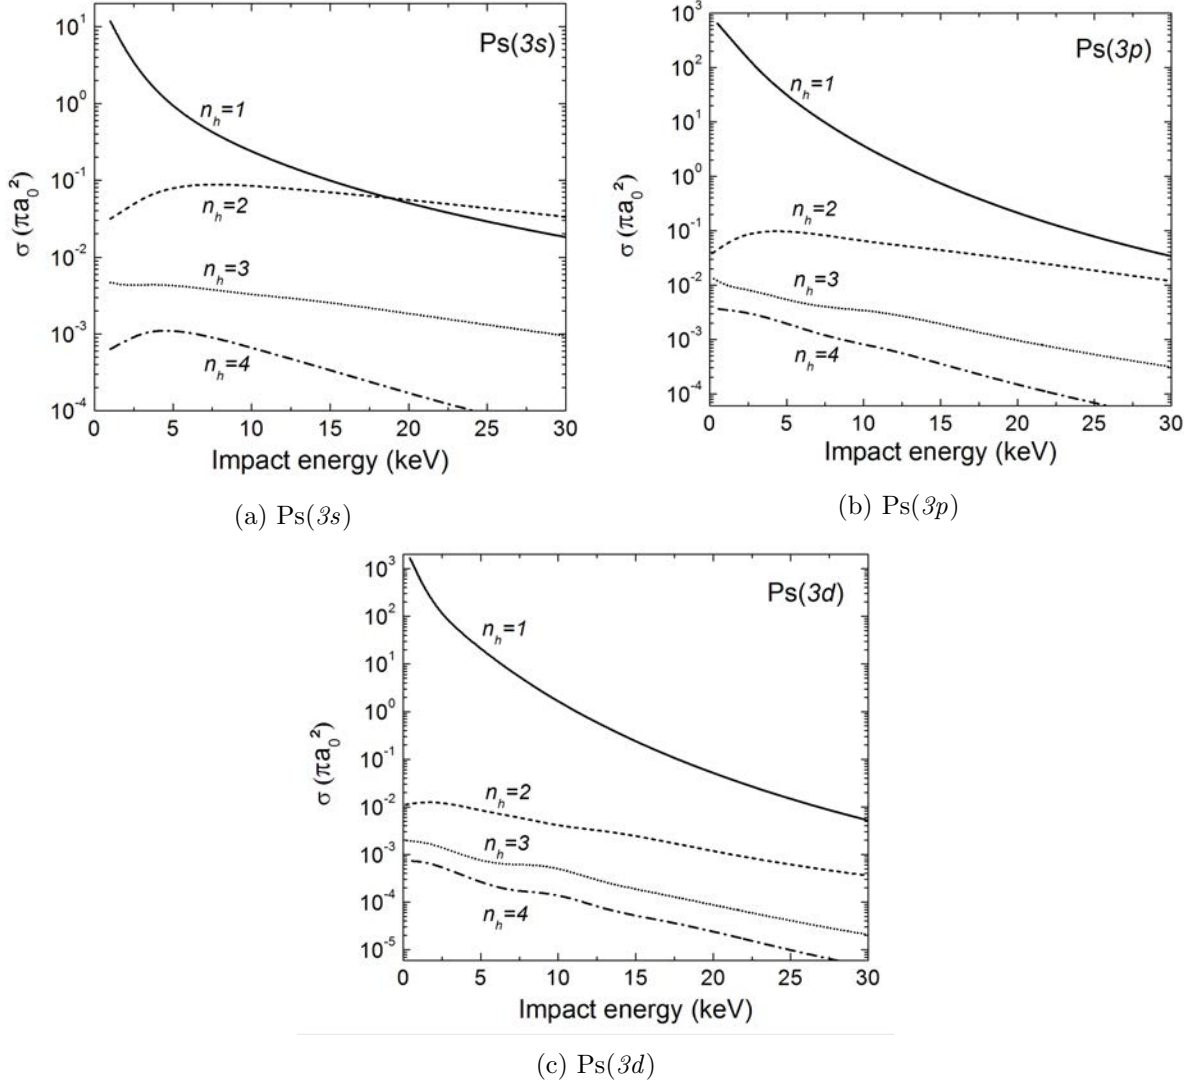 10¹
10⁰
10⁻¹
10⁻²
10⁻³
10⁻⁴
σ (πa₀²)
Ps(3s)
n_h=1
n_h=2
n_h=3
n_h=4
0 5 10 15 20 25 30
Impact energy (keV)
(a) Ps(3s)
10³
10²
10¹
10⁰
10⁻¹
10⁻²
10⁻³
10⁻⁴
σ (πa₀²)
Ps(3p)
n_h=1
n_h=2
n_h=3
n_h=4
0 5 10 15 20 25 30
Impact energy (keV)
(b) Ps(3p)
10³
10²
10¹
10⁰
10⁻¹
10⁻²
10⁻³
10⁻⁴
10⁻⁵
σ (πa₀²)
Ps(3d)
n_h=1
n_h=2
n_h=3
n_h=4
0 5 10 15 20 25 30
Impact energy (keV)
(c) Ps(3d)